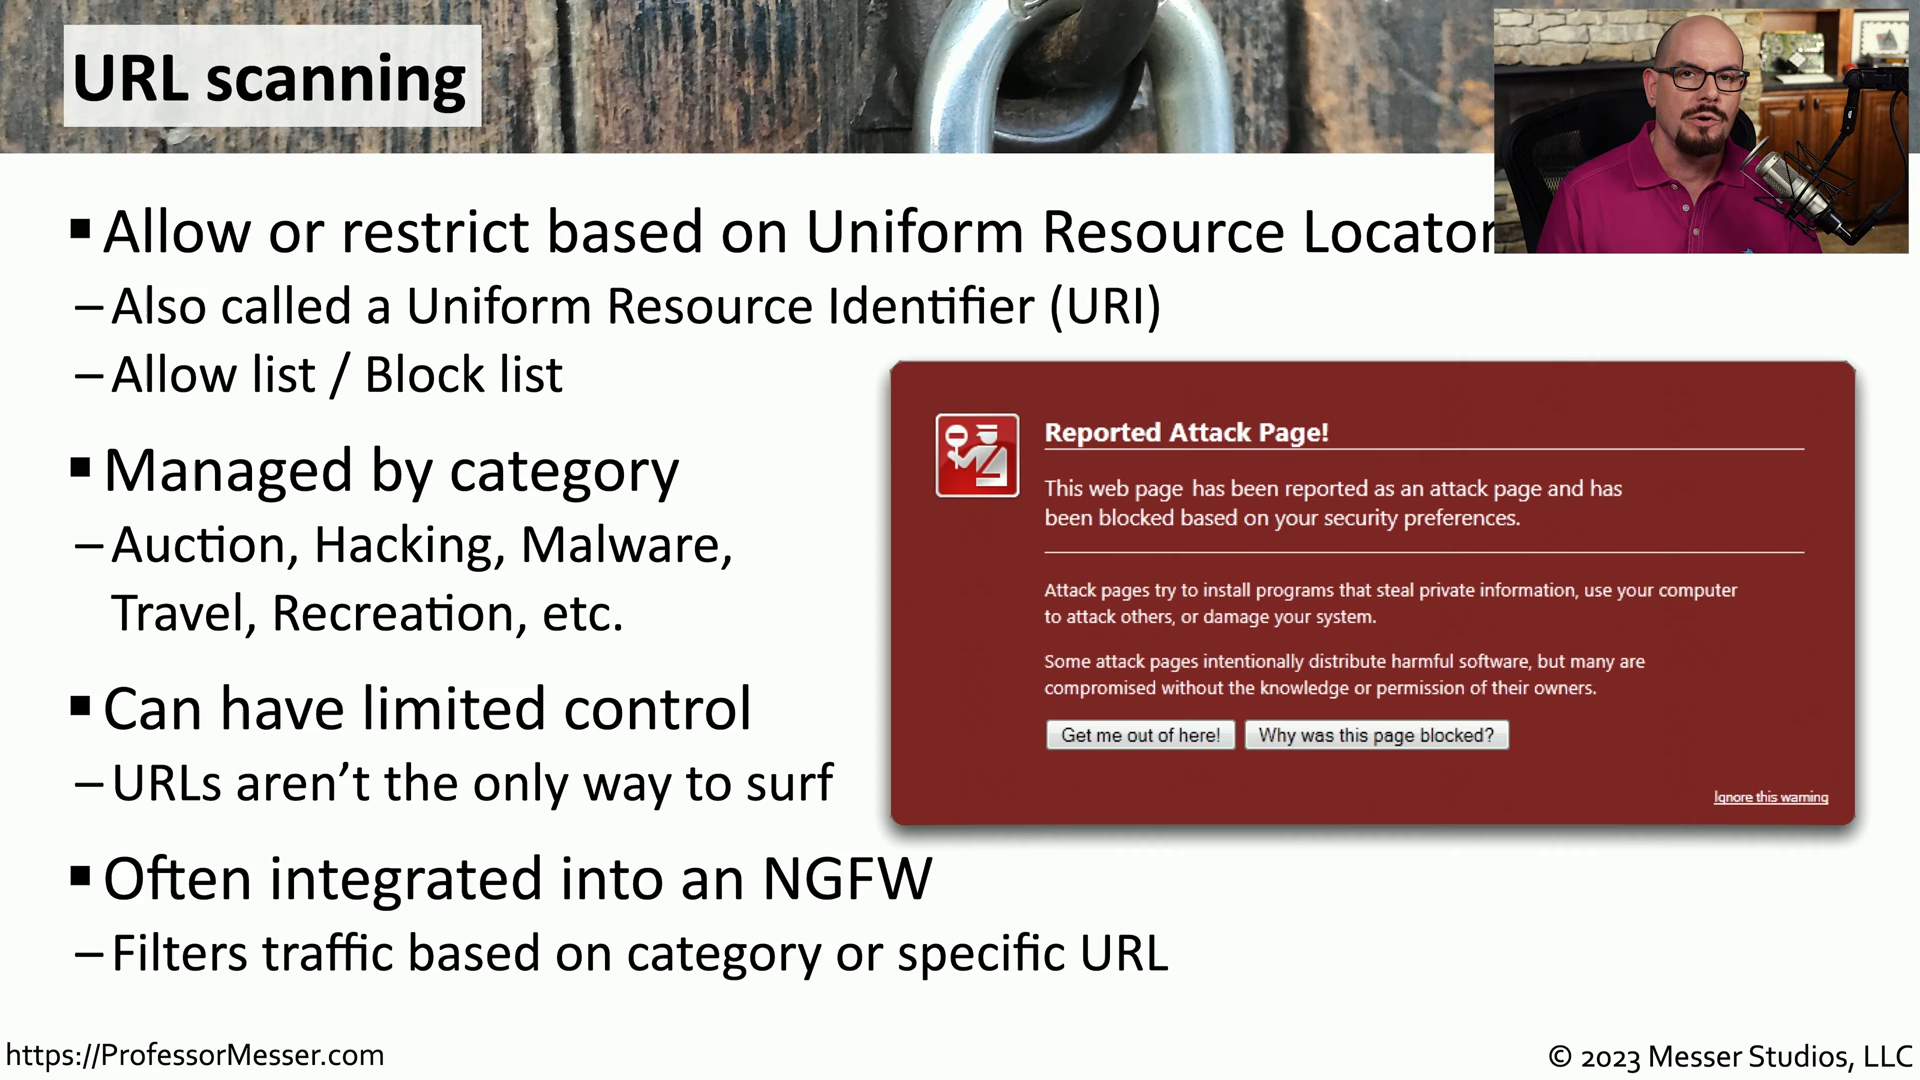 URL scanning
▪ Allow or restrict based on Uniform Resource Locator
– Also called a Uniform Resource Identifier (URI)
– Allow list / Block list
▪ Managed by category
– Auction, Hacking, Malware,
Travel, Recreation, etc.
▪ Can have limited control
– URLs aren’t the only way to surf
▪ Often integrated into an NGFW
– Filters traffic based on category or specific URL
Reported Attack Page!
This web page has been reported as an attack page and has
been blocked based on your security preferences.
Attack pages try to install programs that steal private information, use your computer
to attack others, or damage your system.
Some attack pages intentionally distribute harmful software, but many are
compromised without the knowledge or permission of their owners.
Get me out of here! Why was this page blocked?
Ignore this warning
https://ProfessorMesser.com
© 2023 Messer Studios, LLC